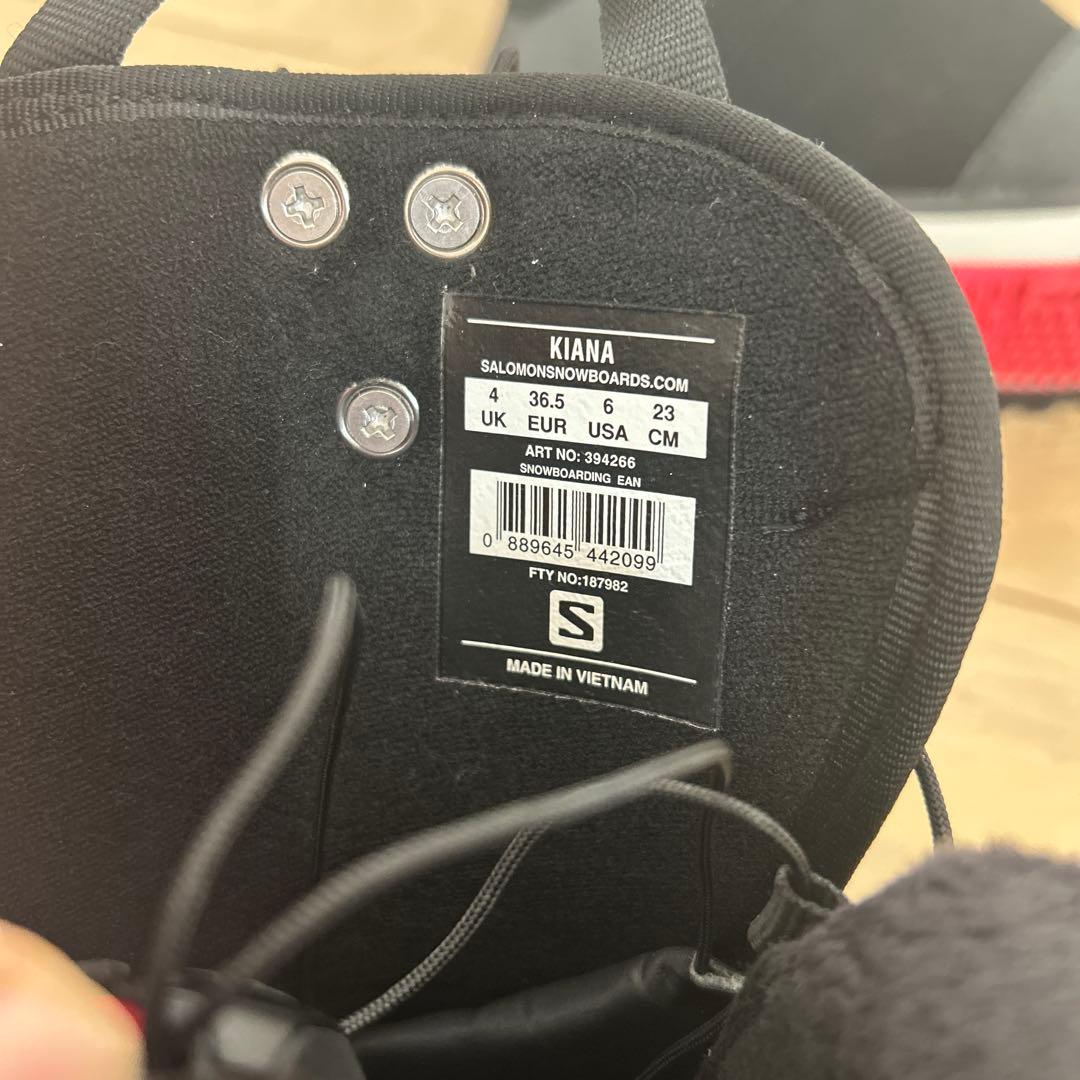 KIANA
SALOMONSNOWBOARDS.COM
4 36.5 6 23
UK EUR USA CM
ART NO: 394266
SNOWBOARDING EAN
0 889645 442099
FTY NO:187982
S
MADE IN VIETNAM